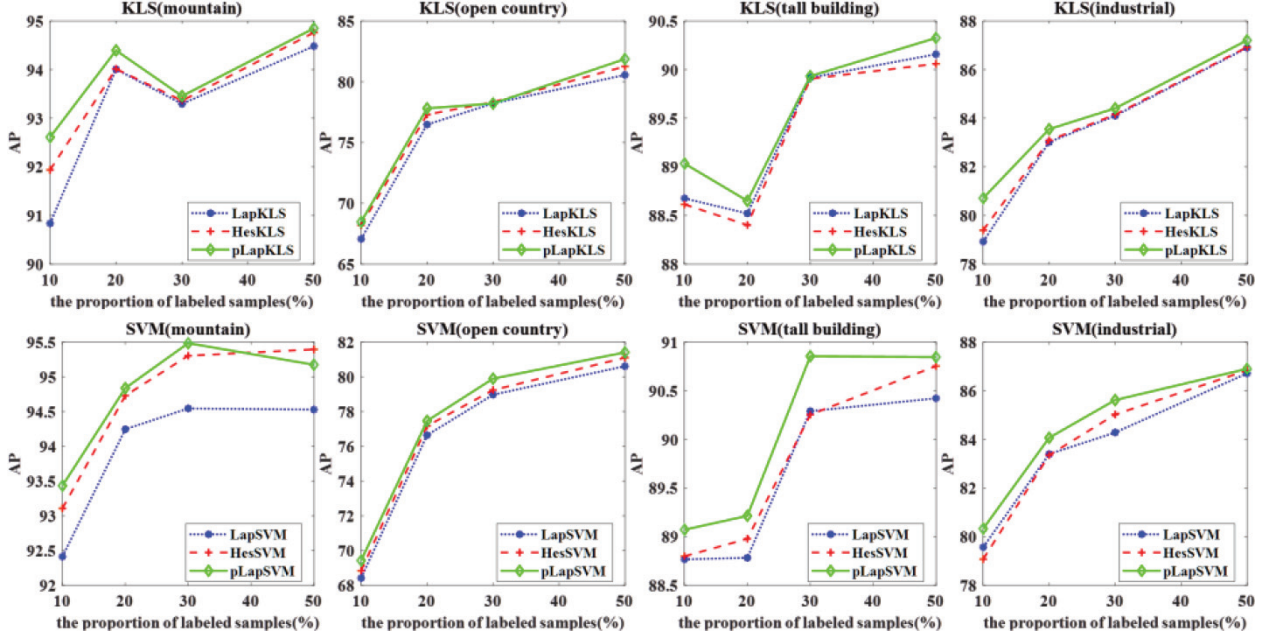 KLS(mountain)
95
94
93
92
91
90
AP
LapKLS
HesKLS
pLapKLS
10 20 30 50
the proportion of labeled samples(%)
KLS(open country)
85
80
75
70
65
AP
LapKLS
HesKLS
pLapKLS
10 20 30 50
the proportion of labeled samples(%)
KLS(tall building)
90.5
90
89.5
89
88.5
88
AP
LapKLS
HesKLS
pLapKLS
10 20 30 50
the proportion of labeled samples(%)
KLS(industrial)
88
86
84
82
80
78
AP
LapKLS
HesKLS
pLapKLS
10 20 30 50
the proportion of labeled samples(%)
SVM(mountain)
95.5
95
94.5
94
93.5
93
92.5
92
AP
LapSVM
HesSVM
pLapSVM
10 20 30 50
the proportion of labeled samples(%)
SVM(open country)
82
80
78
76
74
72
70
68
AP
LapSVM
HesSVM
pLapSVM
10 20 30 50
the proportion of labeled samples(%)
SVM(tall building)
91
90.5
90
89.5
89
88.5
AP
LapSVM
HesSVM
pLapSVM
10 20 30 50
the proportion of labeled samples(%)
SVM(industrial)
88
86
84
82
80
78
AP
LapSVM
HesSVM
pLapSVM
10 20 30 50
the proportion of labeled samples(%)